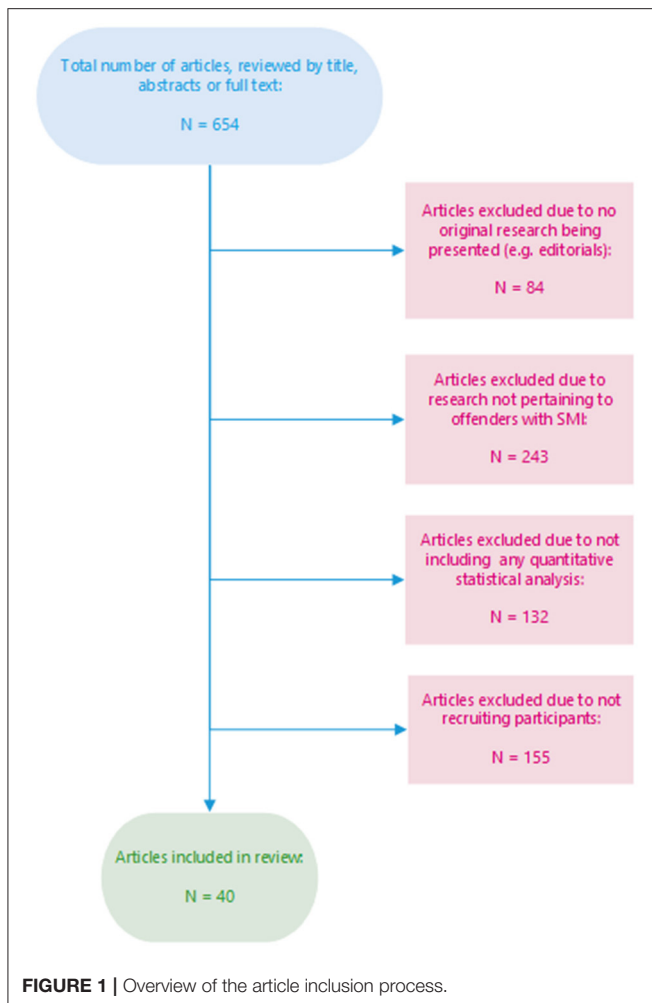 Total number of articles, reviewed by title,
abstracts or full text:
N = 654
Articles excluded due to no
original research being
presented (e.g. editorials):
N = 84
Articles excluded due to
research not pertaining to
offenders with SMI:
N = 243
Articles excluded due to not
including any quantitative
statistical analysis:
N = 132
Articles excluded due to not
recruiting participants:
N = 155
Articles included in review:
N = 40
FIGURE 1 | Overview of the article inclusion process.